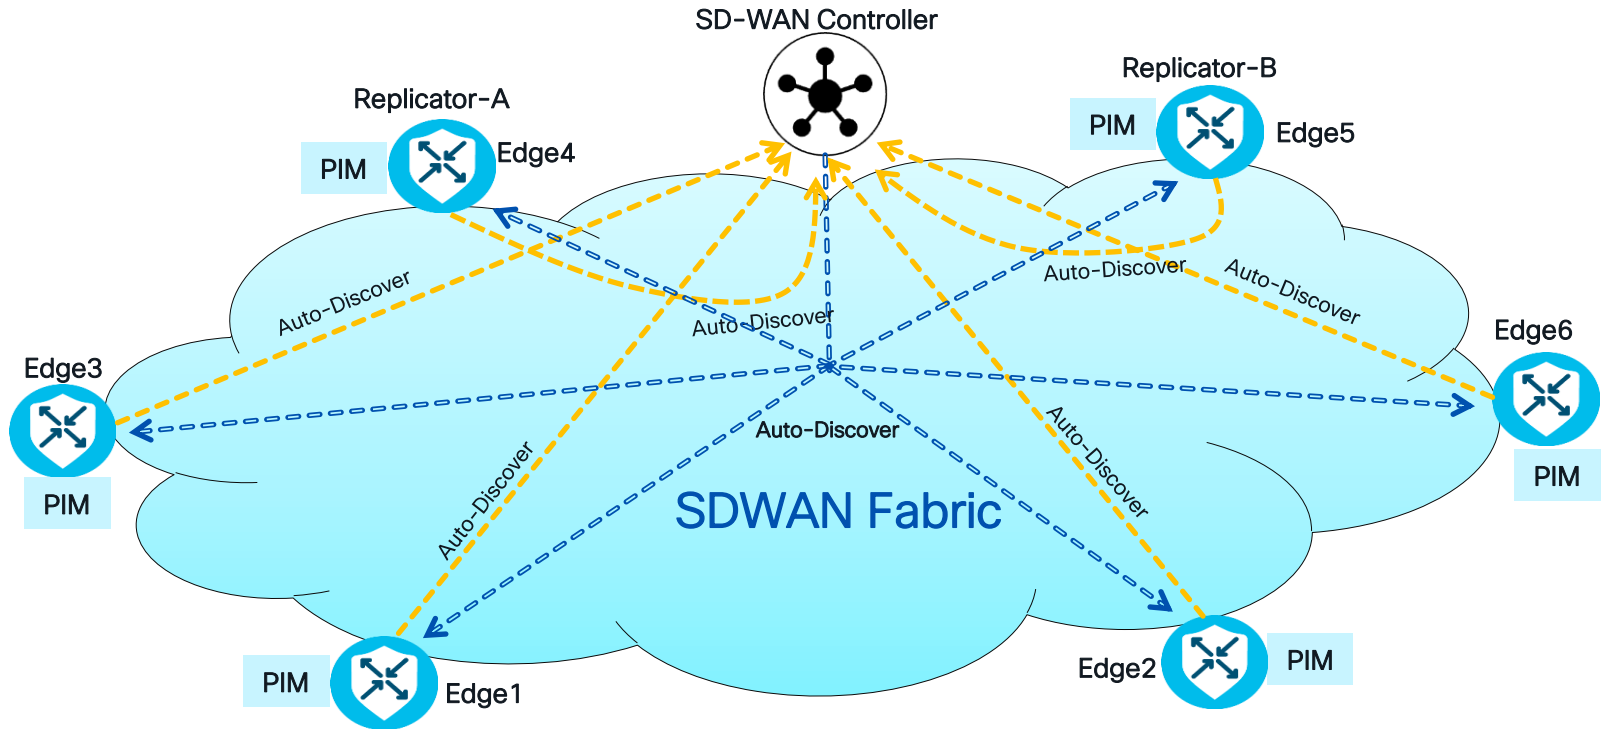 SD-WAN Controller
Replicator-B
Replicator-A
PIM
Edge5
PIM
Edge4
Auto-Discover
Auto-Discover
Auto-Discover
Auto-Discover
Edge6
Edge3
Auto-Discover
Auto-Discover
Auto-Discover
PIM
PIM
SDWAN Fabric
PIM
Edge1
Edge2
PIM